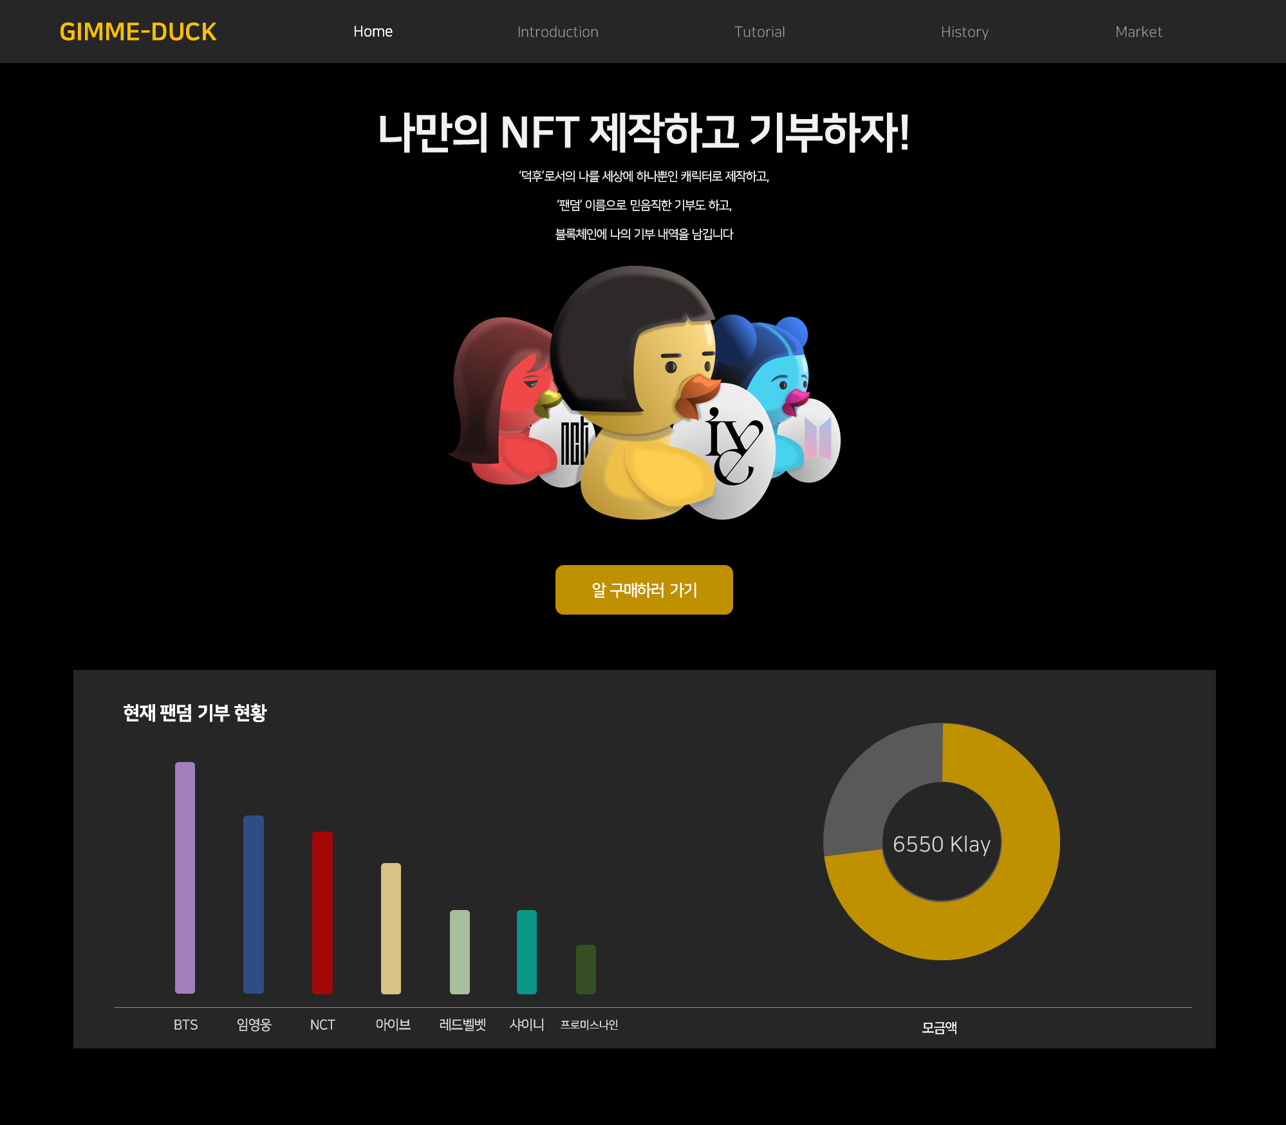 GIMME-DUCK Home Introduction Tutorial History Market
나만의 NFT 제작하고 기부하자!
‘덕후’로서의 나를 세상에 하나뿐인 캐릭터로 제작하고,
‘팬덤’ 이름으로 믿음직한 기부도 하고,
블록체인에 나의 기부 내역을 남깁니다
nct
ive
알 구매하러 가기
현재 팬덤 기부 현황
6550 Klay
BTS 임영웅 NCT 아이브 레드벨벳 샤이니 프로미스나인
모금액